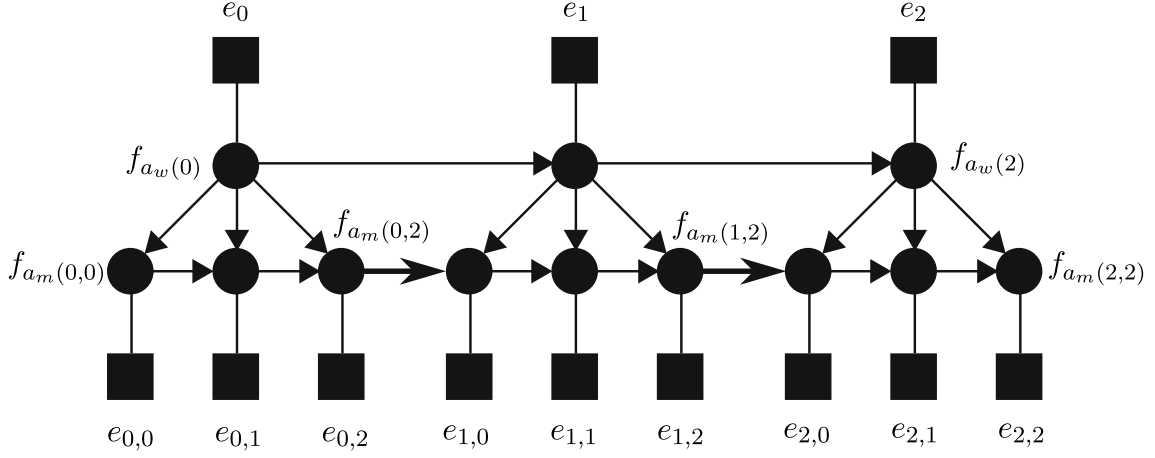 e_0 e_1 e_2
f_{a_w(0)} f_{a_w(2)}
f_{a_m(0,2)} f_{a_m(1,2)}
f_{a_m(0,0)} f_{a_m(2,2)}
e_{0,0} e_{0,1} e_{0,2} e_{1,0} e_{1,1} e_{1,2} e_{2,0} e_{2,1} e_{2,2}